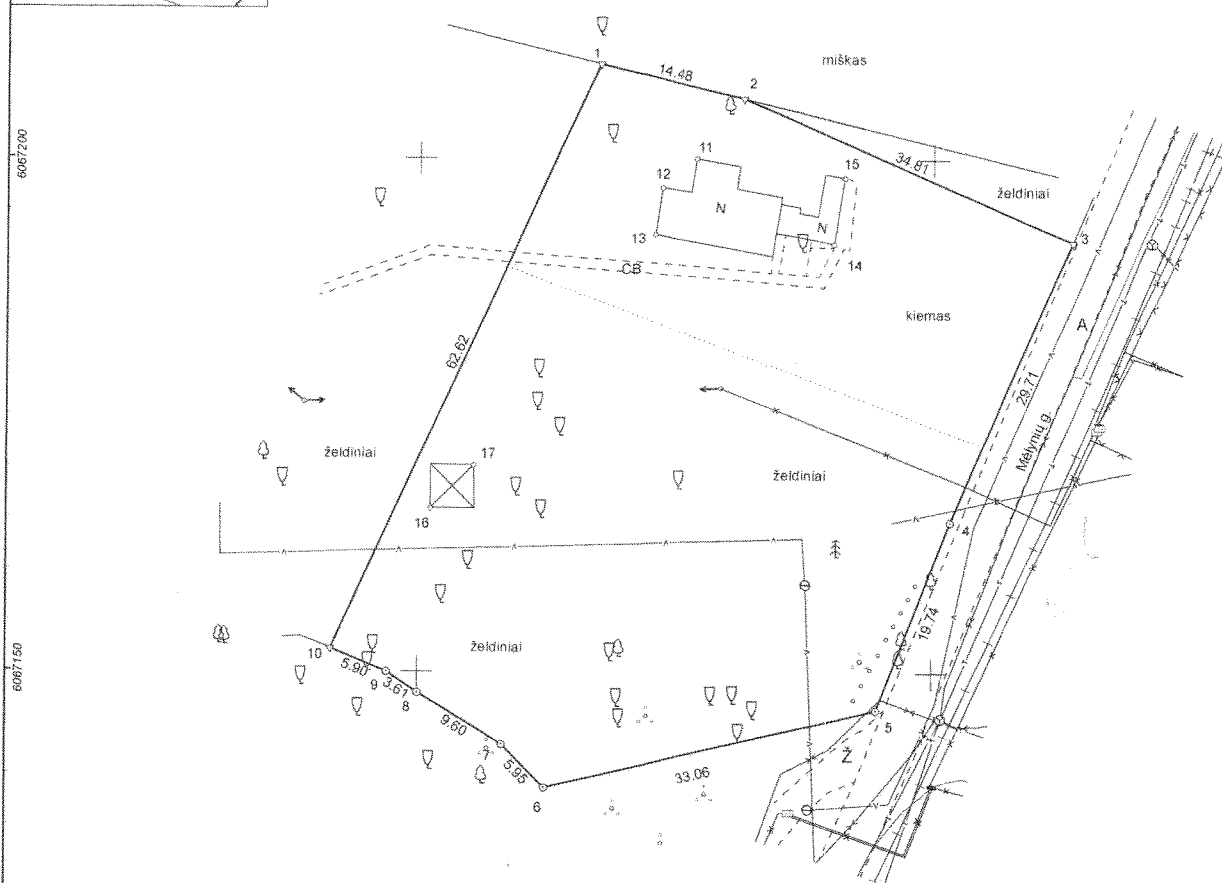 miškas
1
14.48
2
6067200
11
15
34.81
12
želdiniai
N
N
13
3
14
CB
kiemas
A
62.62
29.71
Mėlynių g.
želdiniai
17
želdiniai
16
4
19.74
želdiniai
10
5.90
9
3.61
8
6067150
9.60
5
7
Ž
5.95
33.06
6